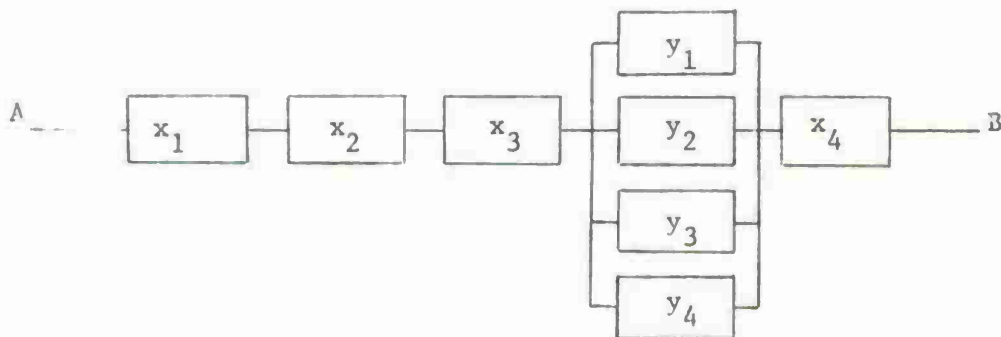 y₁
A x₁ x₂ x₃ y₂ x₄ B
y₃
y₄